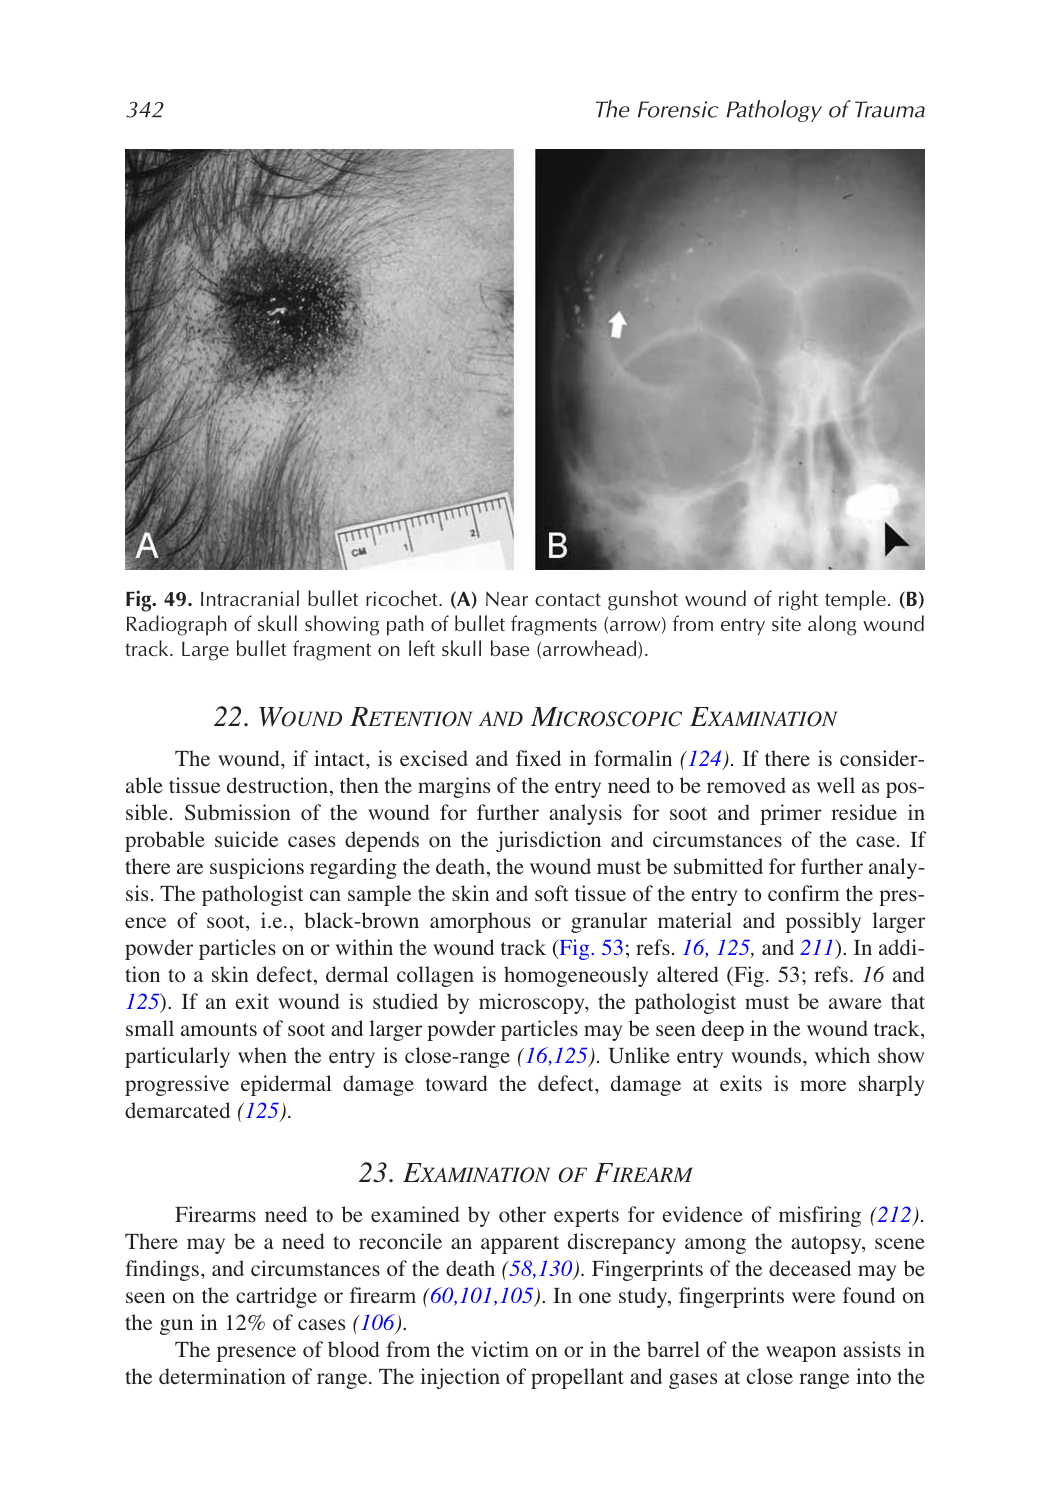 342
The Forensic Pathology of Trauma
A
CM 1 2
B
Fig. 49. Intracranial bullet ricochet. (A) Near contact gunshot wound of right temple. (B)
Radiograph of skull showing path of bullet fragments (arrow) from entry site along wound
track. Large bullet fragment on left skull base (arrowhead).
22. WOUND RETENTION AND MICROSCOPIC EXAMINATION
The wound, if intact, is excised and fixed in formalin (124). If there is consider-
able tissue destruction, then the margins of the entry need to be removed as well as pos-
sible. Submission of the wound for further analysis for soot and primer residue in
probable suicide cases depends on the jurisdiction and circumstances of the case. If
there are suspicions regarding the death, the wound must be submitted for further analy-
sis. The pathologist can sample the skin and soft tissue of the entry to confirm the pres-
ence of soot, i.e., black-brown amorphous or granular material and possibly larger
powder particles on or within the wound track (Fig. 53; refs. 16, 125, and 211). In addi-
tion to a skin defect, dermal collagen is homogeneously altered (Fig. 53; refs. 16 and
125). If an exit wound is studied by microscopy, the pathologist must be aware that
small amounts of soot and larger powder particles may be seen deep in the wound track,
particularly when the entry is close-range (16,125). Unlike entry wounds, which show
progressive epidermal damage toward the defect, damage at exits is more sharply
demarcated (125).
23. EXAMINATION OF FIREARM
Firearms need to be examined by other experts for evidence of misfiring (212).
There may be a need to reconcile an apparent discrepancy among the autopsy, scene
findings, and circumstances of the death (58,130). Fingerprints of the deceased may be
seen on the cartridge or firearm (60,101,105). In one study, fingerprints were found on
the gun in 12% of cases (106).
The presence of blood from the victim on or in the barrel of the weapon assists in
the determination of range. The injection of propellant and gases at close range into the